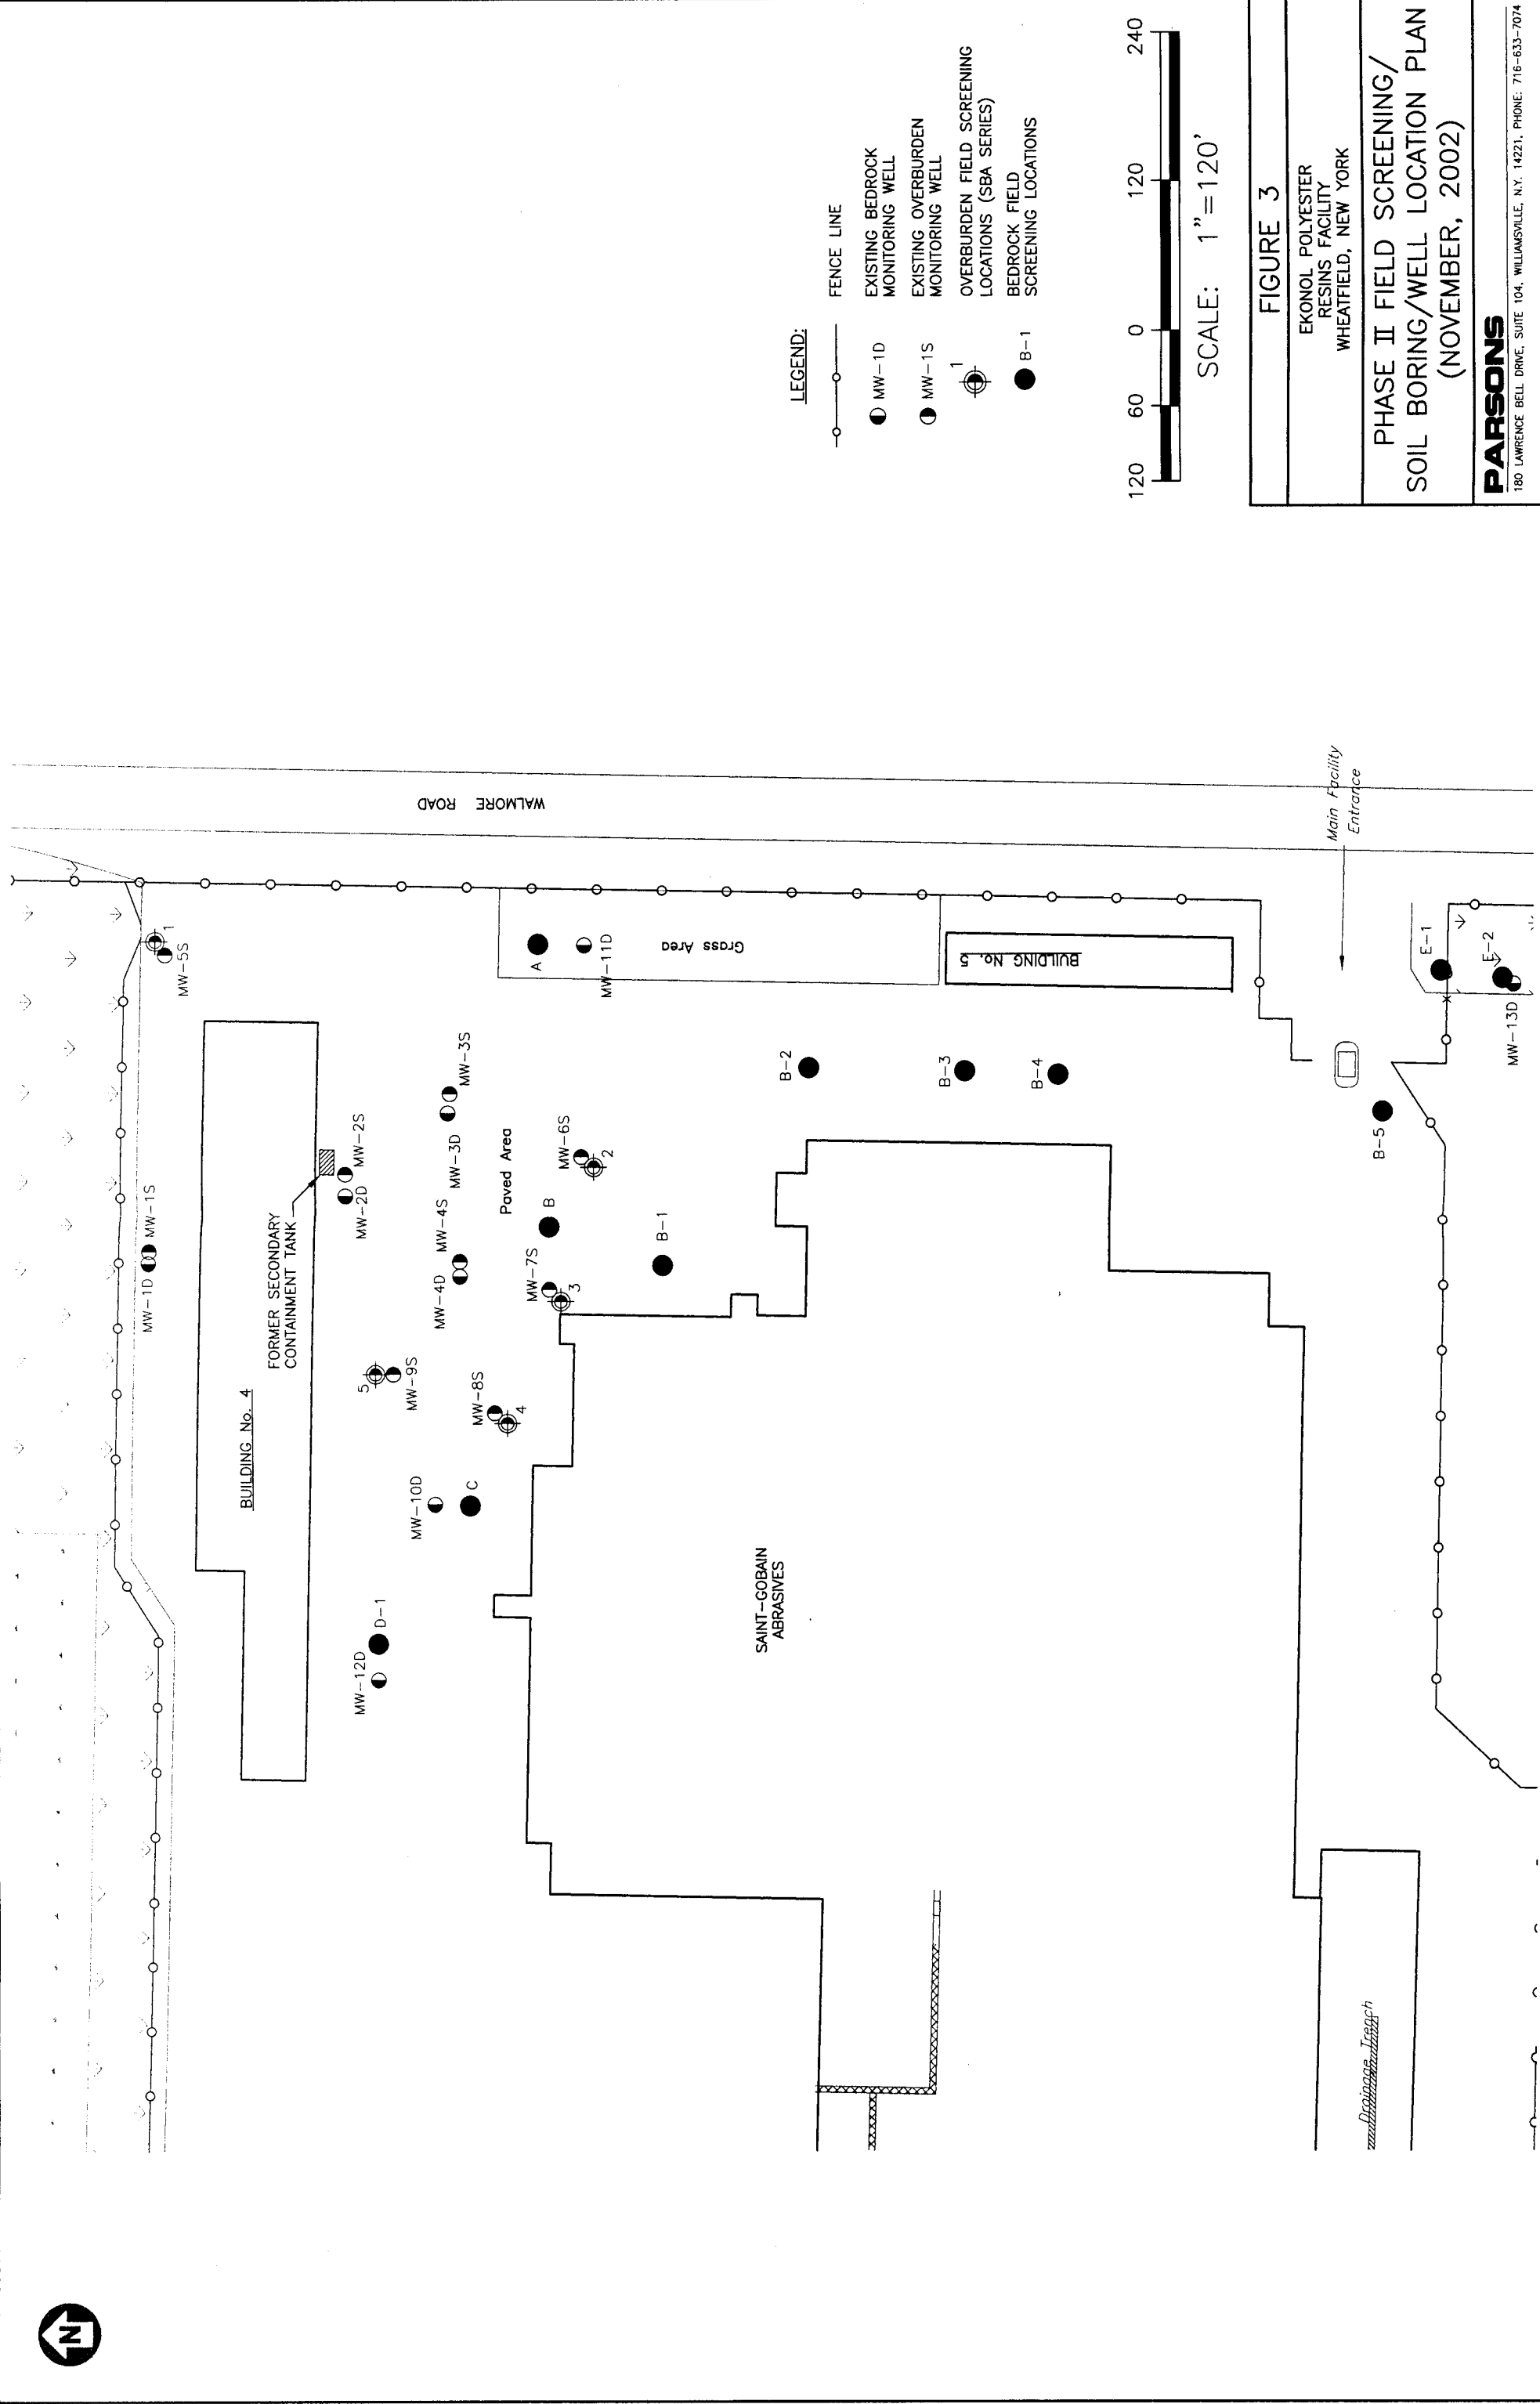 N
WALMORE ROAD
1
MW-5S
MW-1D
MW-1S
BUILDING No. 4
FORMER SECONDARY
CONTAINMENT TANK
MW-2D
MW-2S
MW-3D
MW-3S
MW-4D
MW-4S
Paved Area
5
MW-9S
MW-8S
4
MW-7S
3
B
MW-6S
2
A
MW-11D
Grass Area
MW-10D
C
MW-12D
D-1
B-1
B-2
B-3
B-4
B-5
BUILDING No. 5
SAINT-GOBAIN
ABRASIVES
Main Facility
Entrance
E-1
E-2
MW-13D
Drainage Trench
LEGEND:
FENCE LINE
MW-1D
EXISTING BEDROCK
MONITORING WELL
MW-1S
EXISTING OVERBURDEN
MONITORING WELL
1
OVERBURDEN FIELD SCREENING
LOCATIONS (SBA SERIES)
B-1
BEDROCK FIELD
SCREENING LOCATIONS
120 60 0 120 240
SCALE: 1"=120'
FIGURE 3
EKONOL POLYESTER
RESINS FACILITY
WHEATFIELD, NEW YORK
PHASE II FIELD SCREENING/
SOIL BORING/WELL LOCATION PLAN
(NOVEMBER, 2002)
PARSONS
180 LAWRENCE BELL DRIVE, SUITE 104, WILLIAMSVILLE, N.Y. 14221, PHONE: 716-633-7074